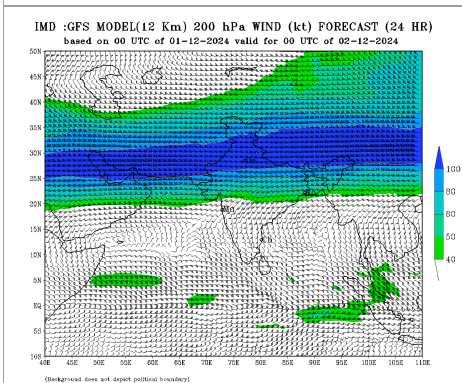 IMD :GFS MODEL(12 Km) 200 hPa WIND (kt) FORECAST (24 HR)
based on 00 UTC of 01-12-2024 valid for 00 UTC of 02-12-2024
50N
45N
40N
35N
30N
25N
20N
15N
10N
5N
EQ
5S
10S
40E 45E 50E 55E 60E 65E 70E 75E 80E 85E 90E 95E 100E 105E 110E
100
80
60
50
40
Ch
(Background does not depict political boundary)